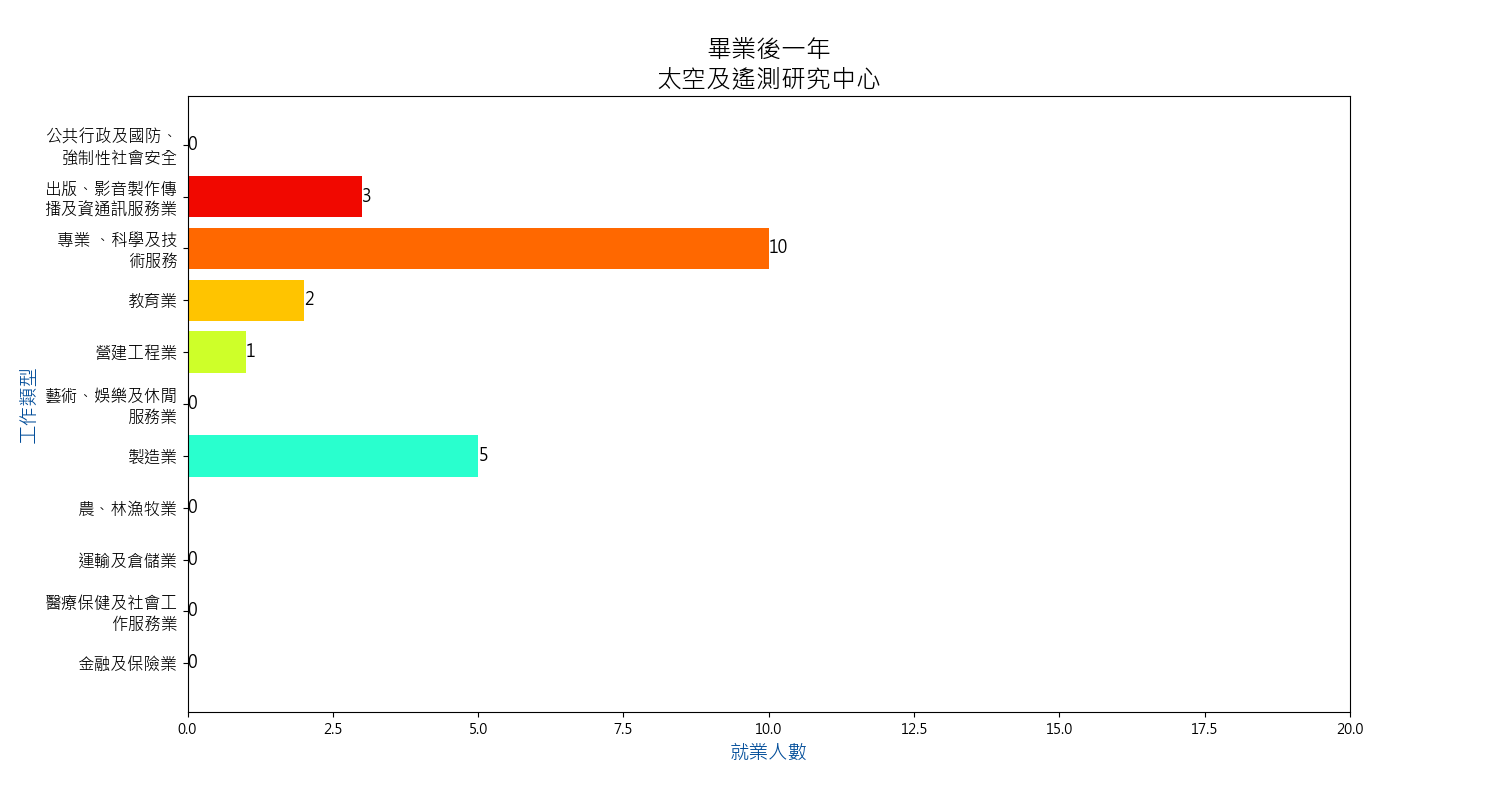 畢業後一年
太空及遙測研究中心
公共行政及國防、
強制性社會安全
0
出版、影音製作傳
播及資通訊服務業
3
專業 、科學及技
術服務
10
教育業
2
營建工程業
1
藝術、娛樂及休閒
服務業
0
製造業
5
農、林漁牧業
0
運輸及倉儲業
0
醫療保健及社會工
作服務業
0
金融及保險業
0
工作類型
0.0 2.5 5.0 7.5 10.0 12.5 15.0 17.5 20.0
就業人數